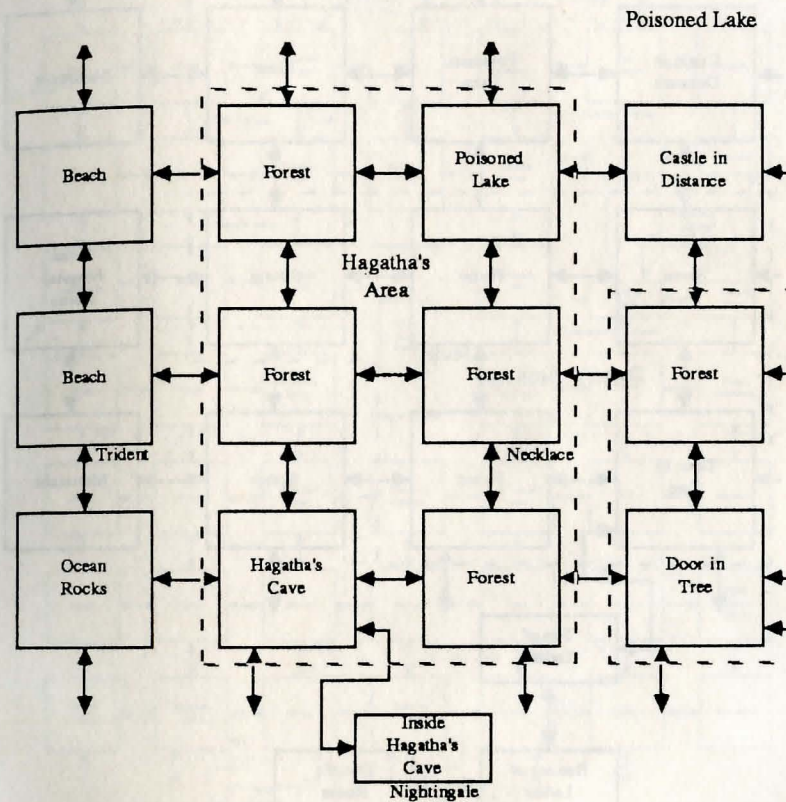 Poisoned Lake
Beach
Forest
Poisoned
Lake
Castle in
Distance
Hagatha's
Area
Beach
Forest
Forest
Forest
Trident
Necklace
Ocean
Rocks
Hagatha's
Cave
Forest
Door in
Tree
Inside
Hagatha's
Cave
Nightingale